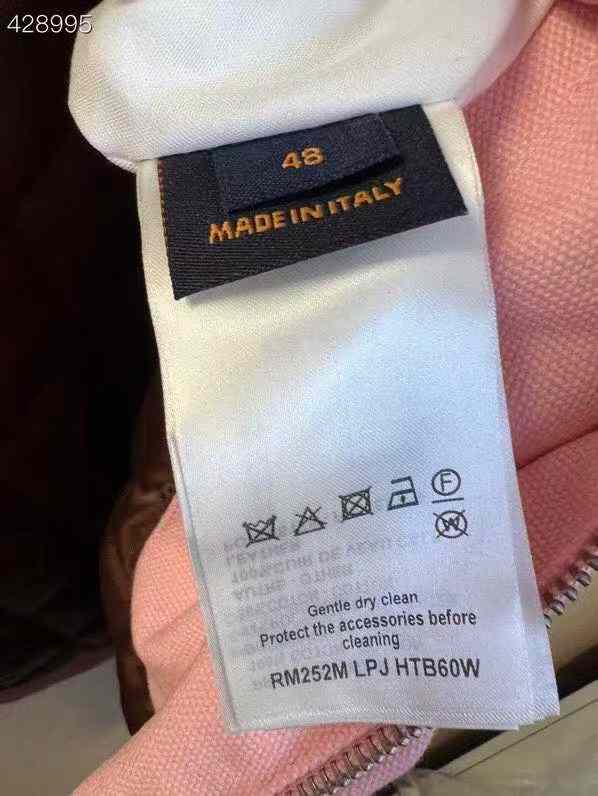 428995
48
MADE IN ITALY
F
W
Gentle dry clean
Protect the accessories before
cleaning
RM252M LPJ HTB60W